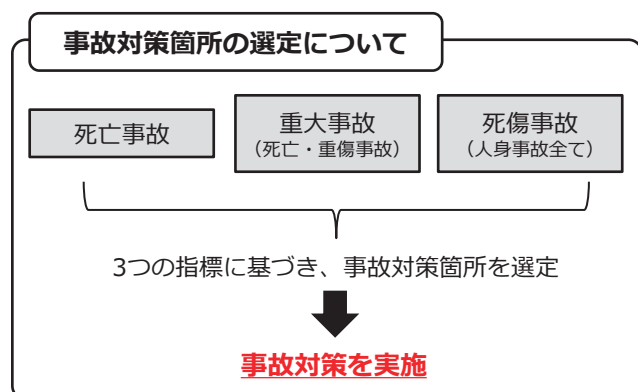 事故対策箇所の選定について
死亡事故
重大事故
（死亡・重傷事故）
死傷事故
（人身事故全て）
3つの指標に基づき、事故対策箇所を選定
事故対策を実施